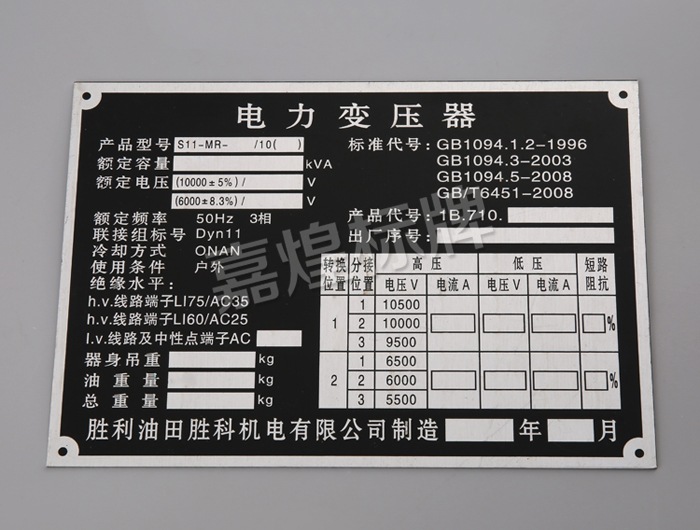 电力变压器
产品型号 S11-MR- /10( )
额定容量 kVA
额定电压 (10000±5%)/ V
(6000±8.3%)/ V
额定频率 50Hz 3相
联接组标号 Dyn11
冷却方式 ONAN
使用条件 户外
绝缘水平：
h.v.线路端子LI75/AC35
h.v.线路端子LI60/AC25
l.v.线路及中性点端子AC
器身吊重 kg
油重量 kg
总重量 kg
标准代号：GB1094.1.2-1996
GB1094.3-2003
GB1094.5-2008
GB/T6451-2008
产品代号：1B.710.
出厂序号：
转换位置 分接位置 高压 低压 短路阻抗
电压V 电流A 电压V 电流A
1 1 10500
2 10000 %
3 9500
2 1 6500
2 6000 %
3 5500
胜利油田胜科机电有限公司制造 年 月
嘉煌标牌